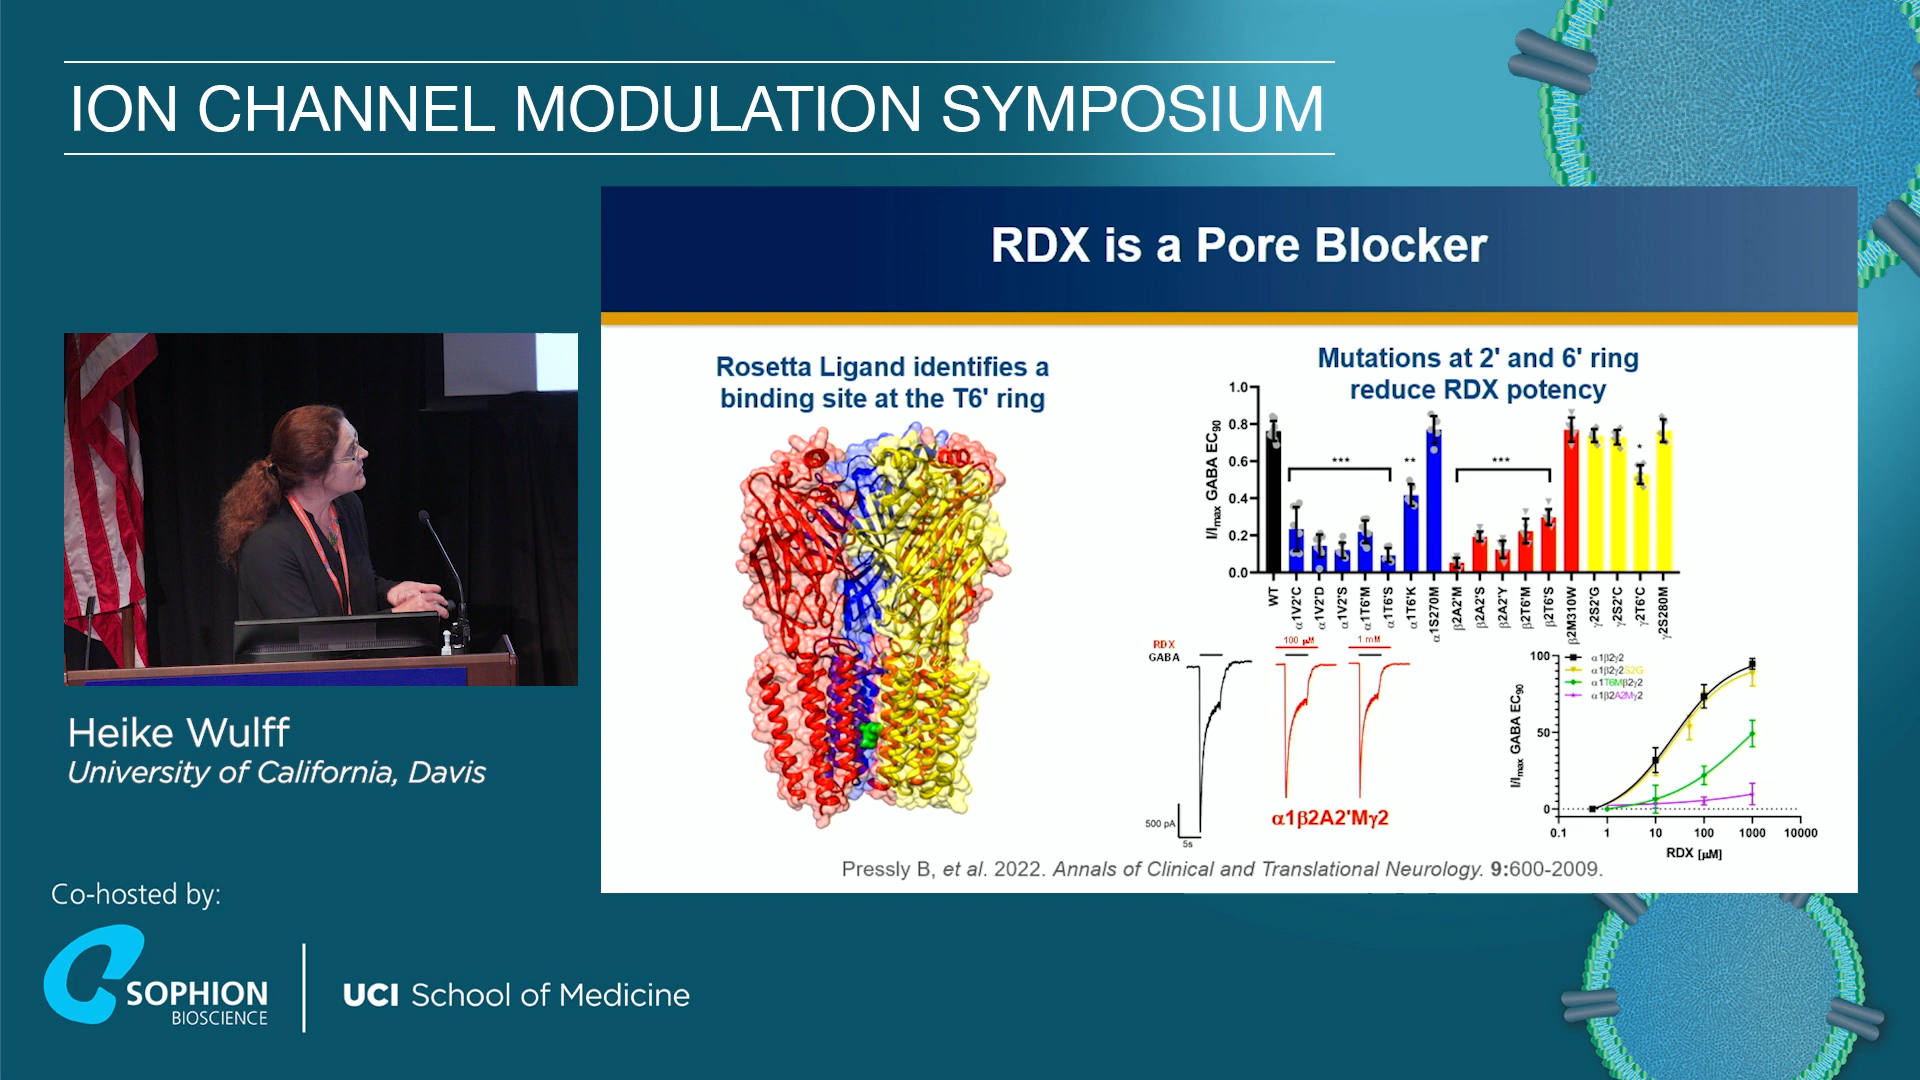 ION CHANNEL MODULATION SYMPOSIUM
RDX is a Pore Blocker
Rosetta Ligand identifies a
binding site at the T6' ring
Mutations at 2' and 6' ring
reduce RDX potency
I/Imax GABA EC90
1.0
0.8
0.6
0.4
0.2
0.0
***
**
***
*
WT
α1V2'C
α1V2'D
α1V2'S
α1T6'M
α1T6'S
α1T6'K
α1S270M
β2A2'M
β2A2'S
β2A2'Y
β2T6'M
β2T6'S
β2M310W
γ2S2'G
γ2S2'C
γ2T6'C
γ2S280M
RDX
GABA
100 μM
1 mM
500 pA
5s
α1β2A2'Mγ2
I/Imax GABA EC90
100
50
0
α1β2γ2
α1β2γ2S2G
α1T6Mβ2γ2
α1β2A2Mγ2
0.1
1
10
100
1000
10000
RDX [μM]
Pressly B, et al. 2022. Annals of Clinical and Translational Neurology. 9:600-2009.
Heike Wulff
University of California, Davis
Co-hosted by:
SOPHION
BIOSCIENCE
UCI School of Medicine